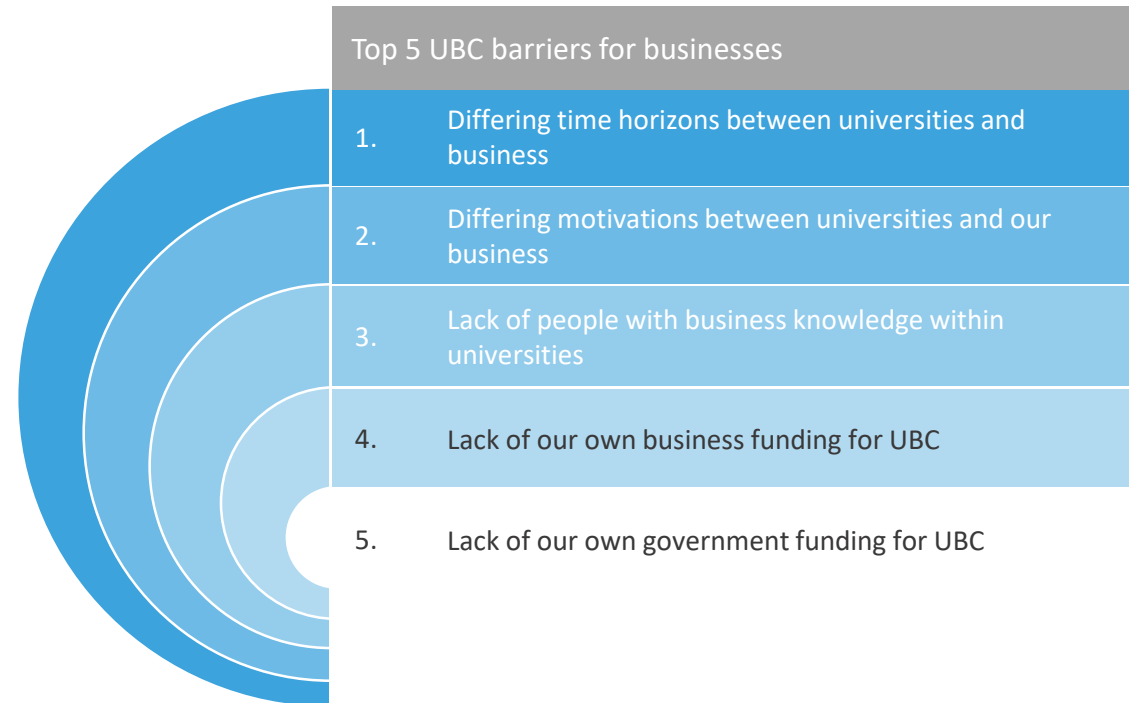 Top 5 UBC barriers for businesses
1. Differing time horizons between universities and
business
2. Differing motivations between universities and our
business
3. Lack of people with business knowledge within
universities
4. Lack of our own business funding for UBC
5. Lack of our own government funding for UBC